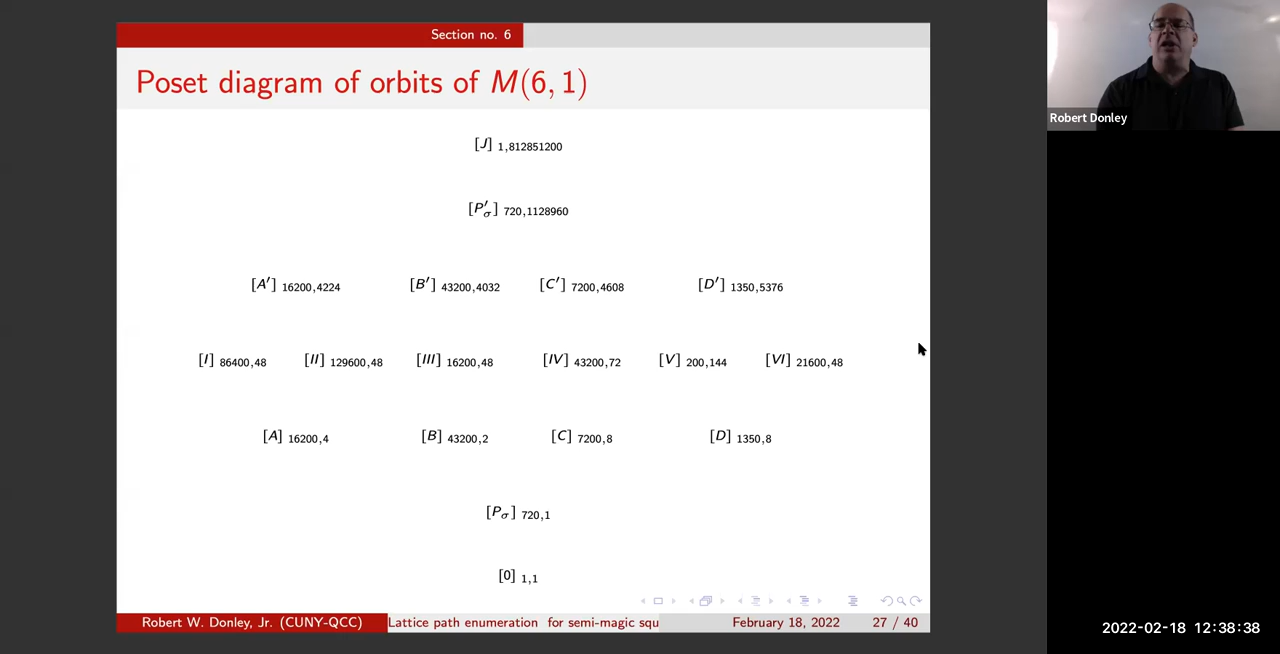 Section no. 6
Poset diagram of orbits of M(6, 1)
[J] 1,812851200
[P′σ] 720,1128960
[A′] 16200,4224 [B′] 43200,4032 [C′] 7200,4608 [D′] 1350,5376
[I] 86400,48 [II] 129600,48 [III] 16200,48 [IV] 43200,72 [V] 200,144 [VI] 21600,48
[A] 16200,4 [B] 43200,2 [C] 7200,8 [D] 1350,8
[Pσ] 720,1
[0] 1,1
Robert W. Donley, Jr. (CUNY-QCC) Lattice path enumeration for semi-magic squ February 18, 2022 27 / 40
Robert Donley
2022-02-18 12:38:38